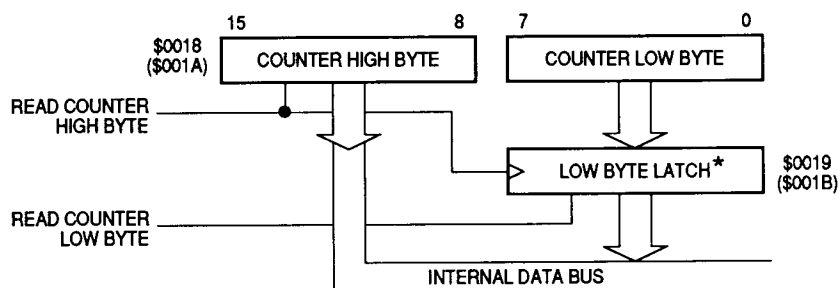 15 8 7 0
$0018
($001A)
COUNTER HIGH BYTE
COUNTER LOW BYTE
READ COUNTER
HIGH BYTE
LOW BYTE LATCH*
$0019
($001B)
READ COUNTER
LOW BYTE
INTERNAL DATA BUS